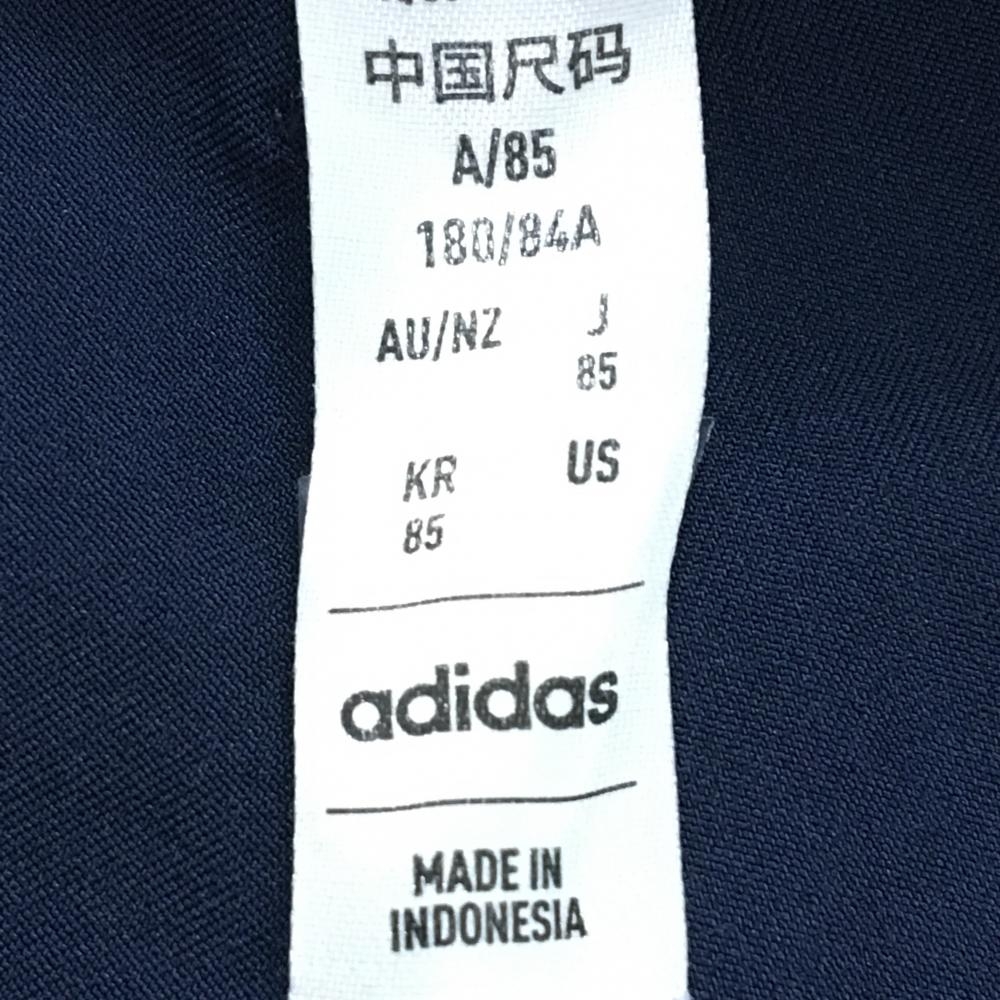 中国尺码
A/85
180/84A
AU/NZ J
85
KR US
85
adidas
MADE IN
INDONESIA